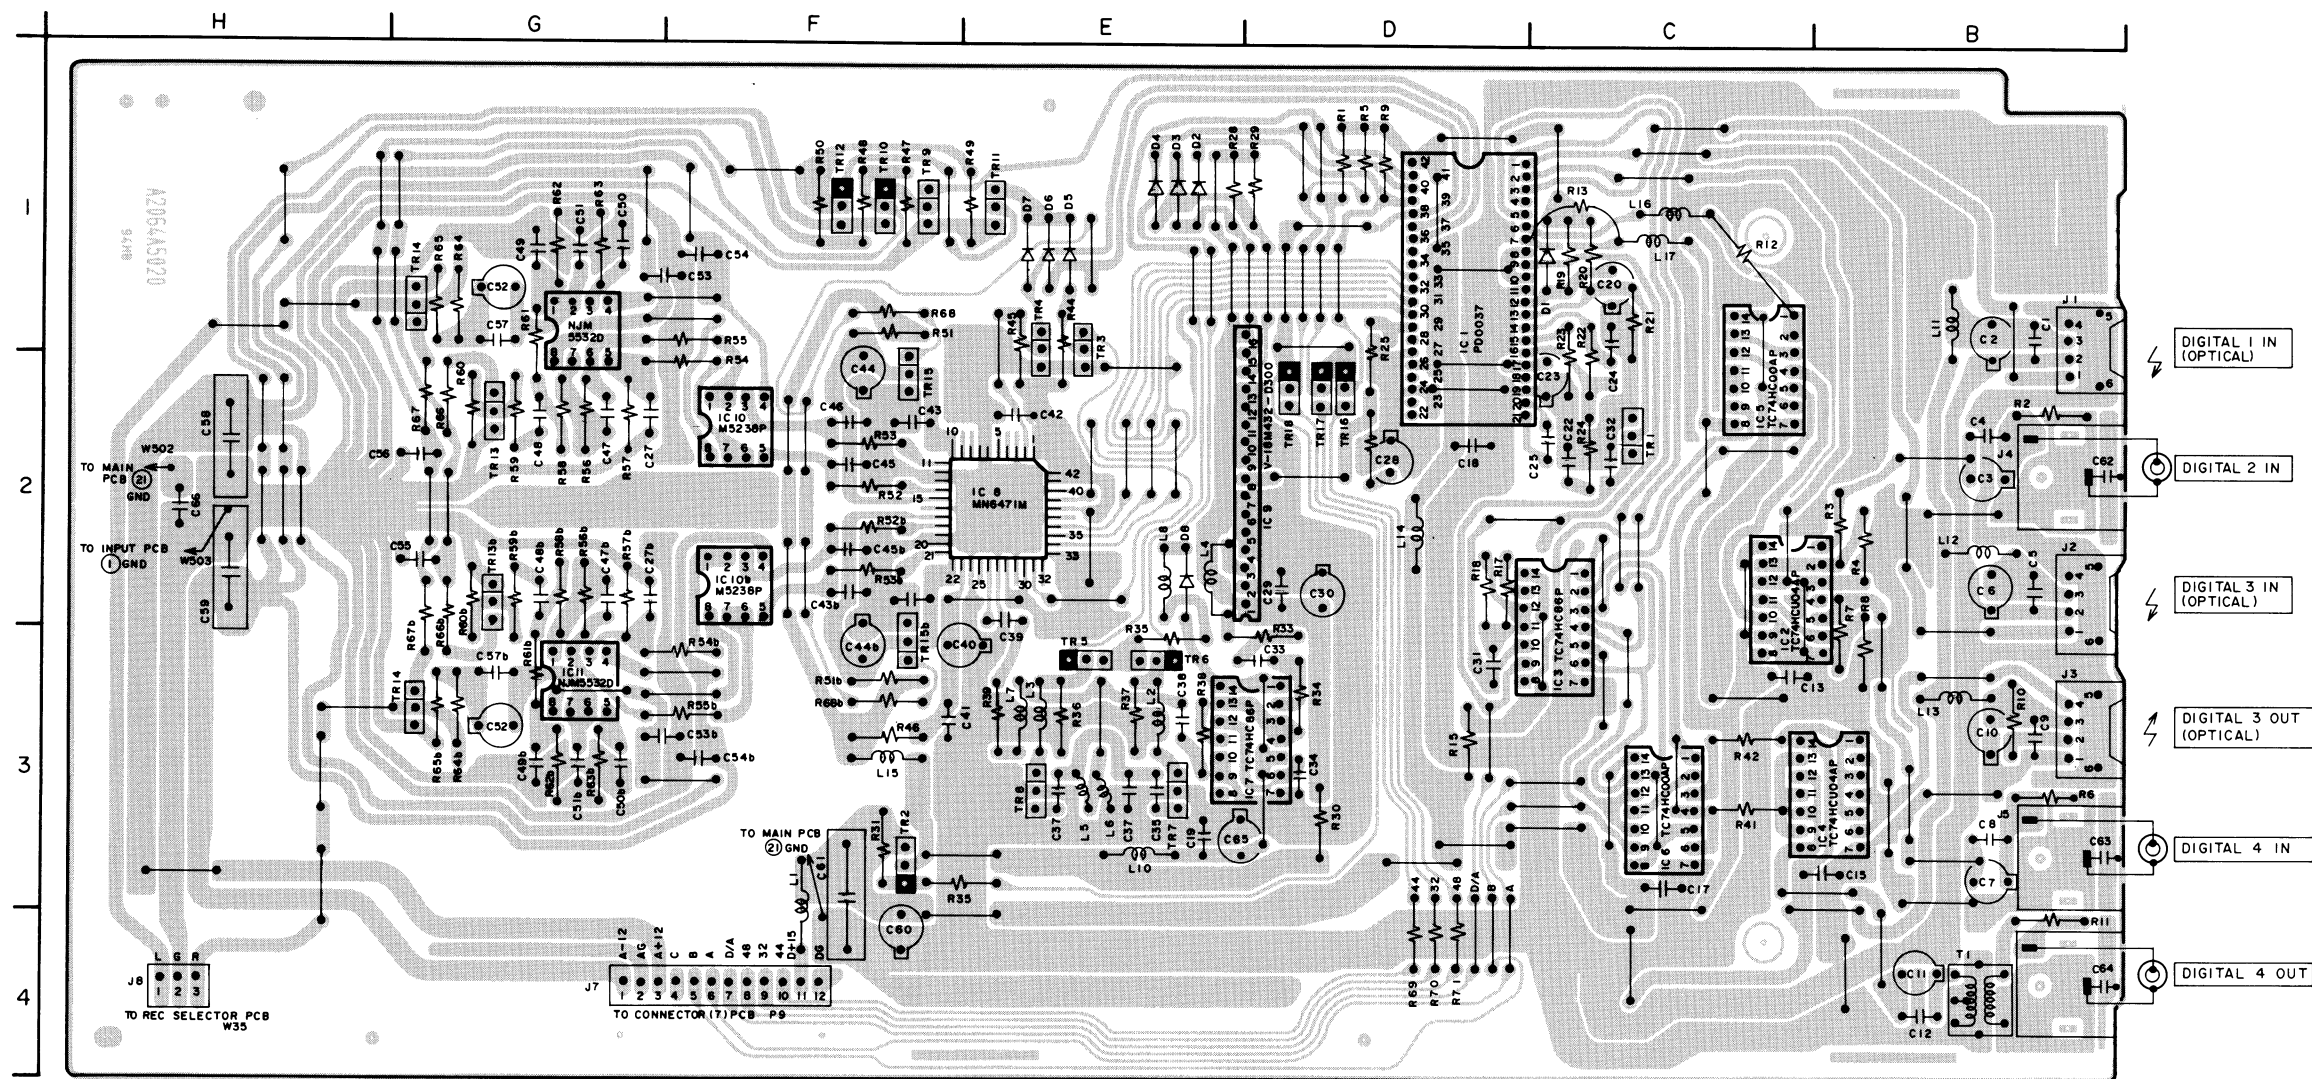 H G F E D C B
1
2
3
4
A2064A5020
94HB
R50
TR12
R48
TR10
R47
TR9
R49
TR11
D7
D6
D5
D4
D3
D2
R28
R29
R1
R5
R9
R62
C51
R63
C50
C49
C54
C53
TR14
R65
R64
C52
C57
R61
NJM
5532D
R55
R54
R68
R51
R45
TR4
R44
TR3
IC 1
PD0037
R25
R13
L16
L17
R12
R19
R20
D1
C20
R21
R23
R22
C24
C23
IC 5
TC74HC00AP
L11
C2
C1
J1
DIGITAL 1 IN
(OPTICAL)
R2
C4
J4
C62
DIGITAL 2 IN
C3
C58
W502
TO MAIN
PCB 21
GND
C66
TO INPUT PCB
1 GND
W503
C59
C56
R67
R66
R60
TR13
R59
C48
R58
R56
C47
R57
C27
IC10
M5238P
C44
TR15
C46
C43
R53
C45
R52
C42
IC 8
MN6471M
IC 9
V-IBM432-D300
TR18
TR17
TR16
C28
C18
C25
C22
R24
C32
TR1
C55
TR13b
R59b
C48b
R58b
R56b
C47b
R57b
C27b
IC10b
M5238P
R52b
C45b
R53b
C43b
L8
D8
L4
C29
C30
L14
R18
R17
IC 3 TC74HC86P
R3
R4
IC 2
TC74HCU04AP
R7
R8
L12
C6
C5
J2
DIGITAL 3 IN
(OPTICAL)
R67b
R66b
R60b
C57b
R61b
IC11
NJM5532D
R54b
R55b
C53b
C54b
C44b
TR15b
C40
C39
TR5
R35
TR6
R33
C33
C31
C13
TR14
C52
R65b
R64b
C49b
R62b
C51b
R63b
C50b
R51b
R68b
R46
L15
C41
R39
L7
L3
R36
R37
L2
C38
R38
IC 7 TC74HC86P
R34
C34
R15
L13
R10
C10
C9
J3
DIGITAL 3 OUT
(OPTICAL)
TR8
C37
L5
L6
C37
C35
TR7
C19
C65
R30
L10
IC 6 TC74HC00AP
R42
R41
IC 4
TC74HCU04AP
C17
C15
R6
C8
J5
C63
DIGITAL 4 IN
C7
TO MAIN PCB
21 GND
L1
C61
R31
TR2
R35
C60
44
32
48
D/A
B
A
R69
R70
R71
R11
C11
T1
C12
C64
DIGITAL 4 OUT
L G R
J8
1 2 3
TO REC SELECTOR PCB
W35
A-12 AG A+12 C B A D/A 48 32 44 D+15 DG
J7
1 2 3 4 5 6 7 8 9 10 11 12
TO CONNECTOR (7) PCB P9